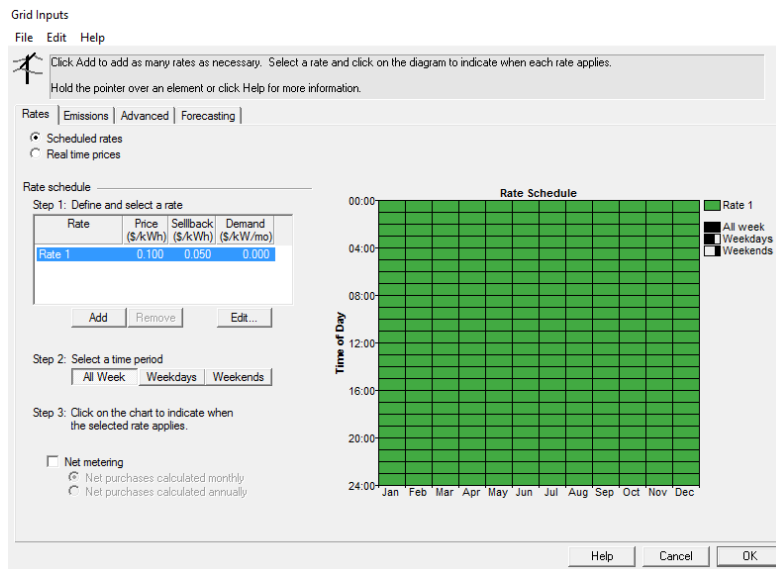 Grid Inputs
File Edit Help
Click Add to add as many rates as necessary. Select a rate and click on the diagram to indicate when each rate applies.
Hold the pointer over an element or click Help for more information.
Rates Emissions Advanced Forecasting
Scheduled rates
Real time prices
Rate schedule
Step 1: Define and select a rate
Rate Price Selllback Demand
($/kWh) ($/kWh) ($/kW/mo)
Rate 1 0.100 0.050 0.000
Add Remove Edit...
Step 2: Select a time period
All Week Weekdays Weekends
Step 3: Click on the chart to indicate when
the selected rate applies.
Net metering
Net purchases calculated monthly
Net purchases calculated annually
Rate Schedule
Time of Day
00:00
04:00
08:00
12:00
16:00
20:00
24:00
Jan Feb Mar Apr May Jun Jul Aug Sep Oct Nov Dec
Rate 1
All week
Weekdays
Weekends
Help Cancel OK